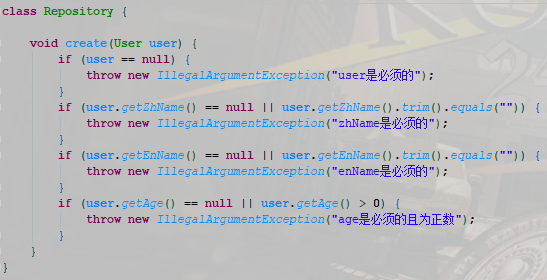 class Repository {
void create(User user) {
if (user == null) {
throw new IllegalArgumentException("user是必须的");
}
if (user.getZhName() == null || user.getZhName().trim().equals("")) {
throw new IllegalArgumentException("zhName是必须的");
}
if (user.getEnName() == null || user.getEnName().trim().equals("")) {
throw new IllegalArgumentException("enName是必须的");
}
if (user.getAge() == null || user.getAge() > 0) {
throw new IllegalArgumentException("age是必须的且为正数");
}
}
}